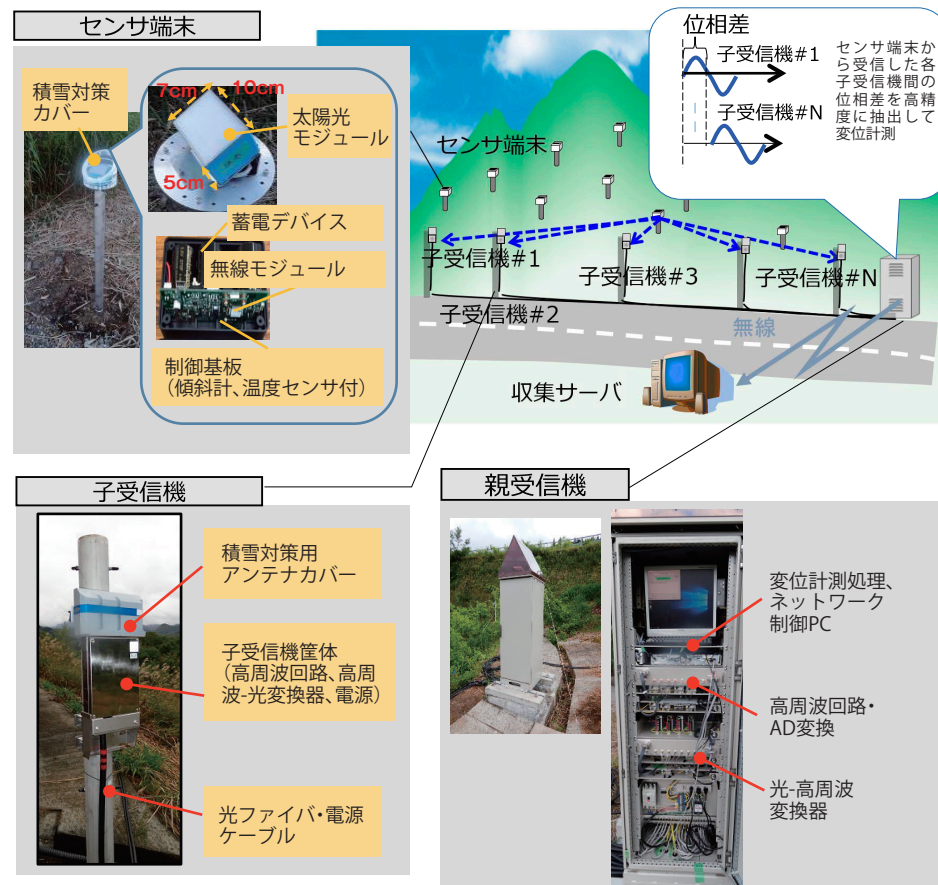 センサ端末
積雪対策
カバー
7cm
10cm
5cm
太陽光
モジュール
蓄電デバイス
無線モジュール
制御基板
（傾斜計、温度センサ付）
位相差
子受信機#1
子受信機#N
センサ端末か
ら受信した各
子受信機間の
位相差を高精
度に抽出して
変位計測
センサ端末
子受信機#1
子受信機#2
子受信機#3
子受信機#N
無線
収集サーバ
子受信機
積雪対策用
アンテナカバー
子受信機筐体
（高周波回路、高周
波-光変換器、電源）
光ファイバ・電源
ケーブル
親受信機
変位計測処理、
ネットワーク
制御PC
高周波回路・
AD変換
光-高周波
変換器